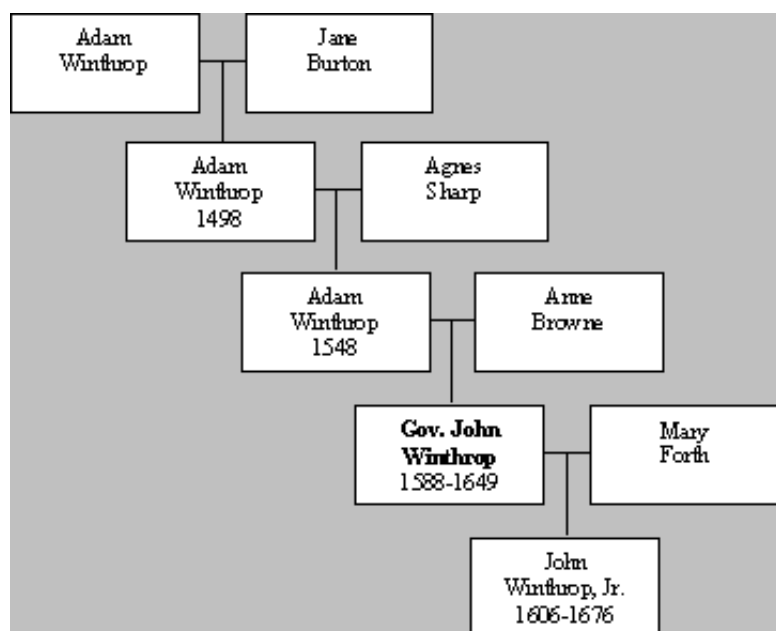 Adam
Winthrop
Jane
Burton
Adam
Winthrop
1498
Agnes
Sharp
Adam
Winthrop
1548
Anne
Browne
Gov. John
Winthrop
1588-1649
Mary
Forth
John
Winthrop, Jr.
1606-1676